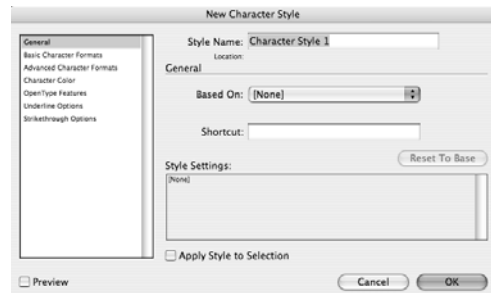 New Character Style
General
Basic Character Formats
Advanced Character Formats
Character Color
OpenType Features
Underline Options
Strikethrough Options
Style Name: Character Style 1
Location:
General
Based On: [None]
Shortcut:
Reset To Base
Style Settings:
[None]
Apply Style to Selection
Preview
Cancel
OK